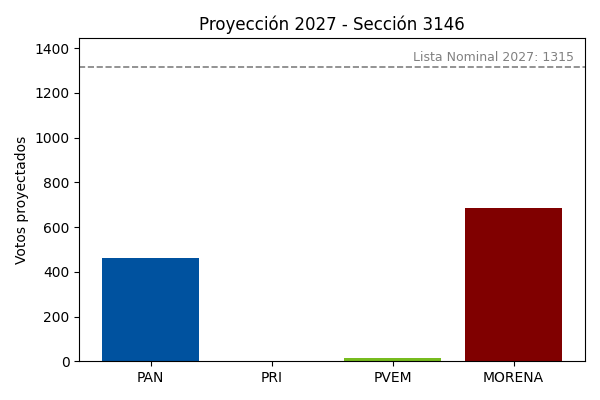 Proyección 2027 - Sección 3146
Lista Nominal 2027: 1315
Votos proyectados
1400
1200
1000
800
600
400
200
0
PAN PRI PVEM MORENA